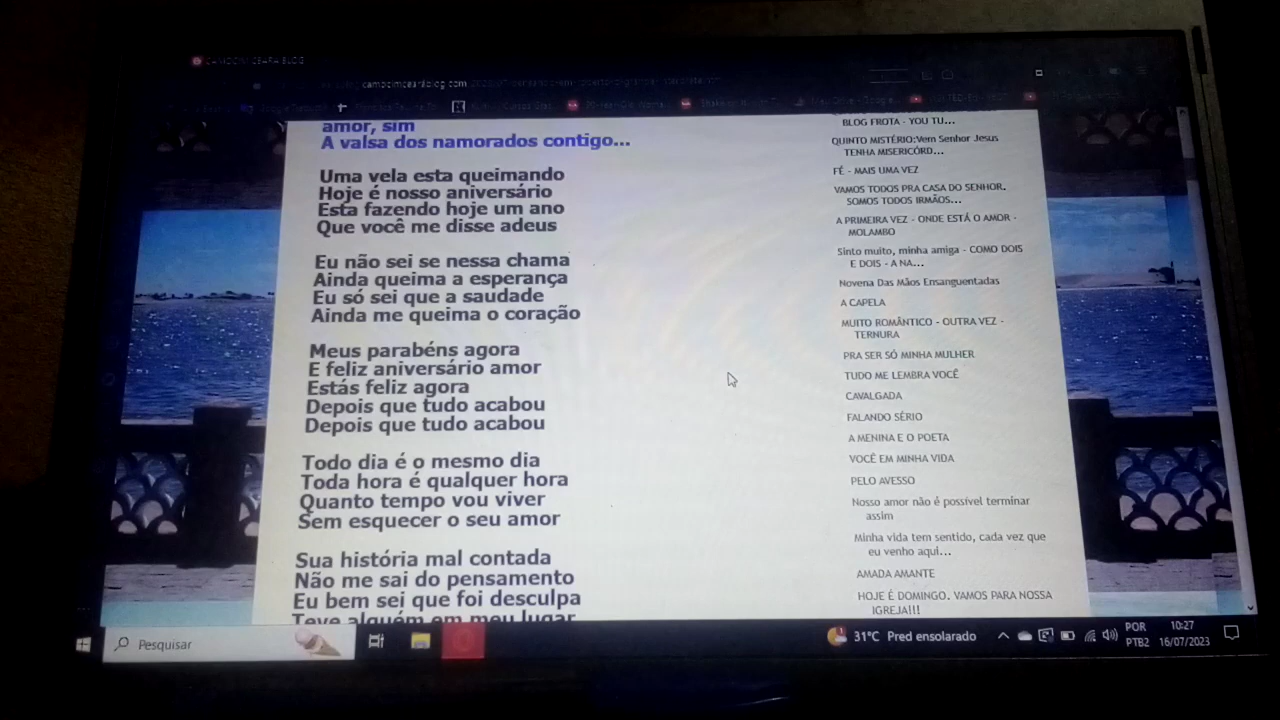 CAMOCIM CEARÁ BLOG
camocimcearablog.com
amor, sim
A valsa dos namorados contigo...
Uma vela esta queimando
Hoje é nosso aniversário
Esta fazendo hoje um ano
Que você me disse adeus
Eu não sei se nessa chama
Ainda queima a esperança
Eu só sei que a saudade
Ainda me queima o coração
Meus parabéns agora
E feliz aniversário amor
Estás feliz agora
Depois que tudo acabou
Depois que tudo acabou
Todo dia é o mesmo dia
Toda hora é qualquer hora
Quanto tempo vou viver
Sem esquecer o seu amor
Sua história mal contada
Não me sai do pensamento
Eu bem sei que foi desculpa
Teve alguém em meu lugar
BLOG FROTA - YOU TU...
QUINTO MISTÉRIO:Vem Senhor Jesus
TENHA MISERICÓRD...
FÉ - MAIS UMA VEZ
VAMOS TODOS PRA CASA DO SENHOR.
SOMOS TODOS IRMÃOS...
A PRIMEIRA VEZ - ONDE ESTÁ O AMOR -
MOLAMBO
Sinto muito, minha amiga - COMO DOIS
E DOIS - A NA...
Novena Das Mãos Ensanguentadas
A CAPELA
MUITO ROMÂNTICO - OUTRA VEZ -
TERNURA
PRA SER SÓ MINHA MULHER
TUDO ME LEMBRA VOCÊ
CAVALGADA
FALANDO SÉRIO
A MENINA E O POETA
VOCÊ EM MINHA VIDA
PELO AVESSO
Nosso amor não é possível terminar
assim
Minha vida tem sentido, cada vez que
eu venho aqui...
AMADA AMANTE
HOJE É DOMINGO. VAMOS PARA NOSSA
IGREJA!!!
Pesquisar
31°C Pred ensolarado
POR
PTB2
10:27
16/07/2023